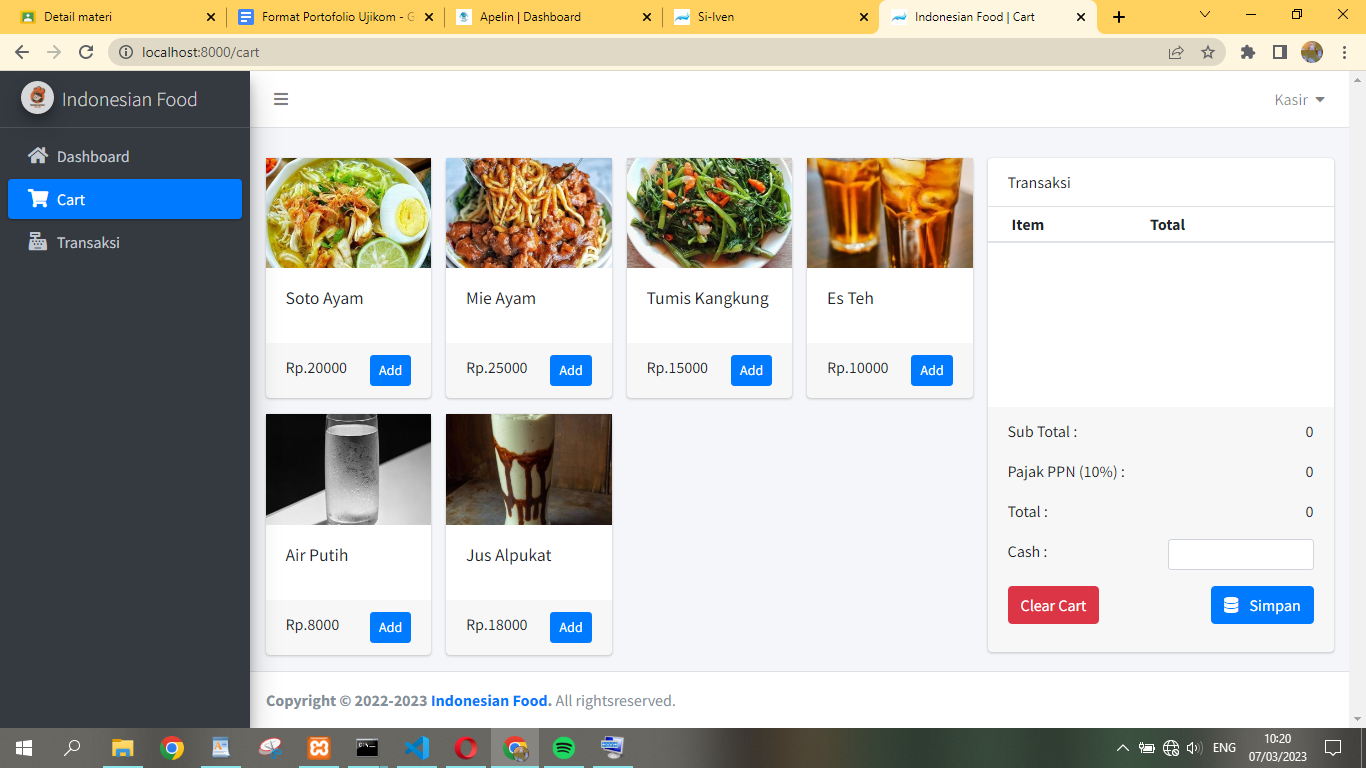 Detail materi
Format Portofolio Ujikom - G
Apelin | Dashboard
Si-Iven
Indonesian Food | Cart
localhost:8000/cart
Indonesian Food
Kasir
Dashboard
Cart
Transaksi
Soto Ayam
Mie Ayam
Tumis Kangkung
Es Teh
Rp.20000
Add
Rp.25000
Add
Rp.15000
Add
Rp.10000
Add
Air Putih
Jus Alpukat
Rp.8000
Add
Rp.18000
Add
Transaksi
Item Total
Sub Total : 0
Pajak PPN (10%) : 0
Total : 0
Cash :
Clear Cart
Simpan
Copyright © 2022-2023 Indonesian Food. All rightsreserved.
ENG
10:20
07/03/2023